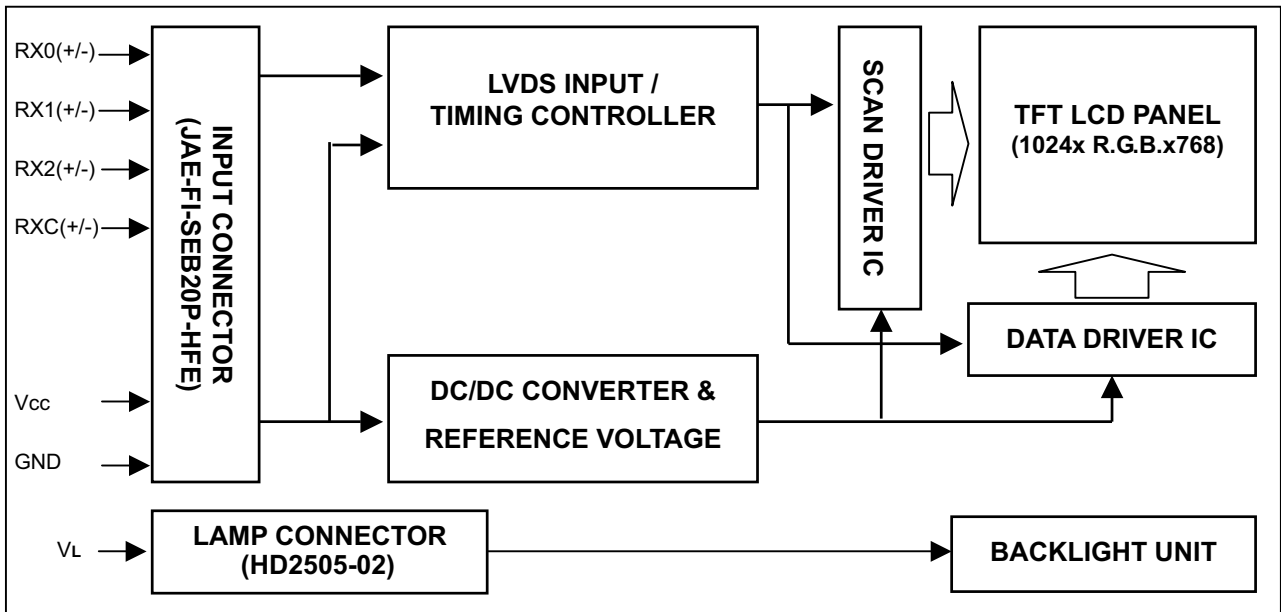 RX0(+/-)
RX1(+/-)
RX2(+/-)
RXC(+/-)
Vcc
GND
VL
INPUT CONNECTOR
(JAE-FI-SEB20P-HFE)
LVDS INPUT /
TIMING CONTROLLER
SCAN DRIVER IC
TFT LCD PANEL
(1024x R.G.B.x768)
DATA DRIVER IC
DC/DC CONVERTER &
REFERENCE VOLTAGE
LAMP CONNECTOR
(HD2505-02)
BACKLIGHT UNIT